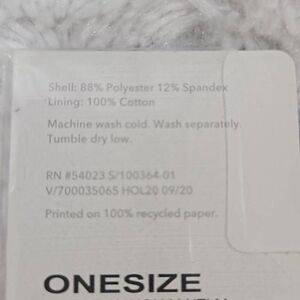 Shell: 88% Polyester 12% Spandex
Lining: 100% Cotton
Machine wash cold. Wash separately.
Tumble dry low.
RN #54023 S/100364-01
V/700035065 HOL20 09/20
Printed on 100% recycled paper.
ONESIZE